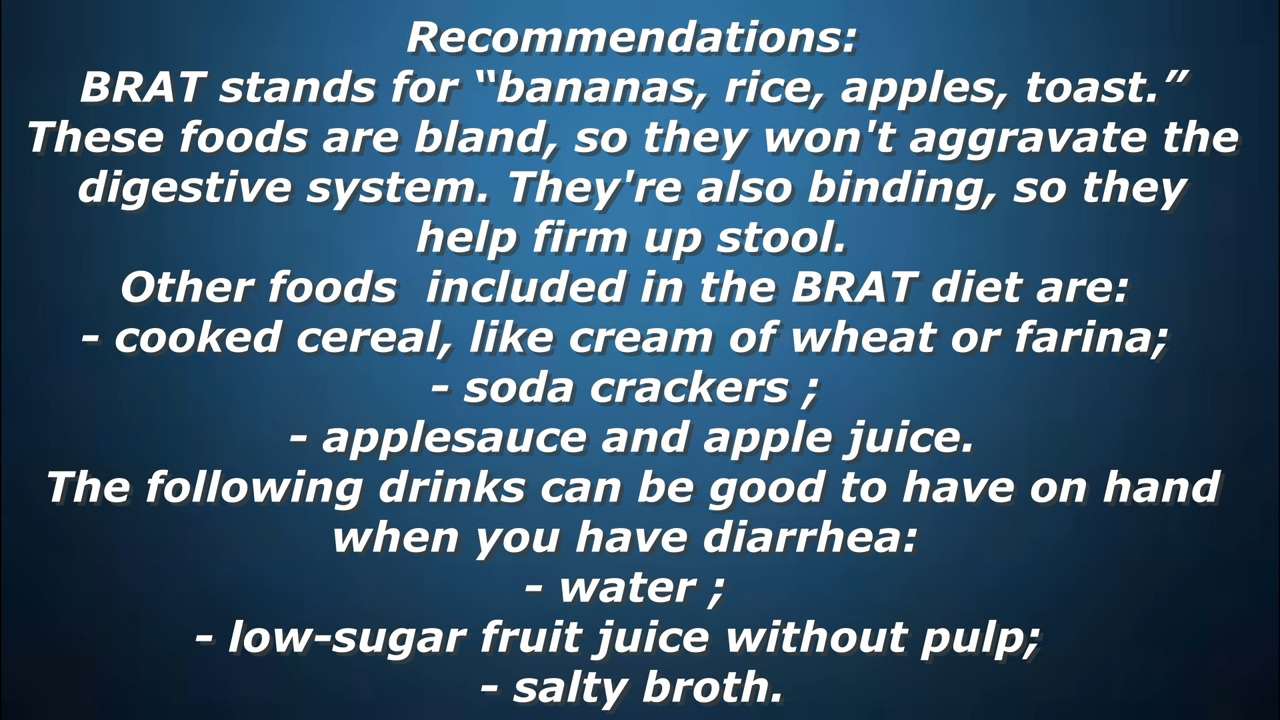 Recommendations:
BRAT stands for “bananas, rice, apples, toast.”
These foods are bland, so they won't aggravate the
digestive system. They're also binding, so they
help firm up stool.
Other foods  included in the BRAT diet are:
- cooked cereal, like cream of wheat or farina;
- soda crackers ;
- applesauce and apple juice.
The following drinks can be good to have on hand
when you have diarrhea:
- water ;
- low-sugar fruit juice without pulp;
- salty broth.